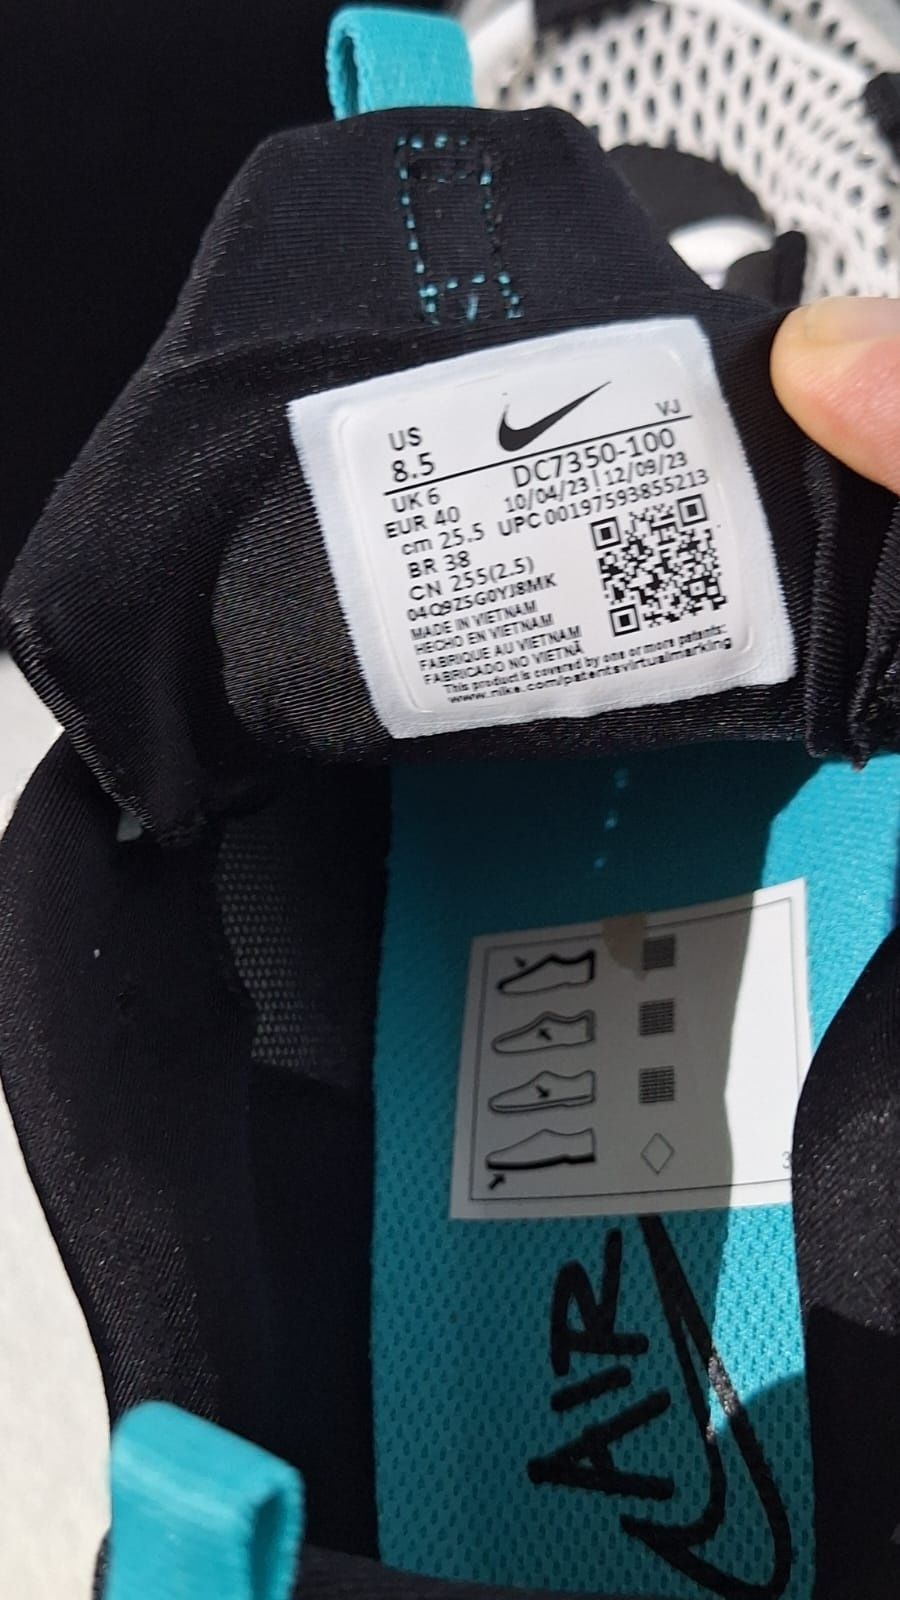 VJ
US
8.5
DC7350-100
UK 6
10/04/23 | 12/09/23
EUR 40
UPC 00197593855213
cm 25.5
BR 38
CN 255(2.5)
04Q9Z5G0YJ8MK
MADE IN VIETNAM
HECHO EN VIETNAM
FABRIQUE AU VIETNAM
FABRICADO NO VIETNÃ
This product is covered by one or more patents:
www.nike.com/patentsvirtualmarking
3
AIR